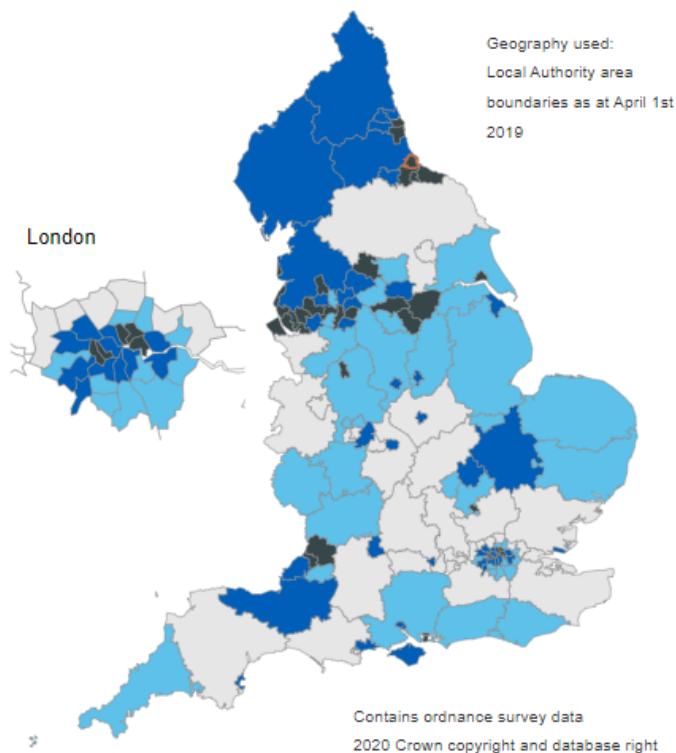 Geography used:
Local Authority area
boundaries as at April 1st
2019
London
Contains ordnance survey data
2020 Crown copyright and database right